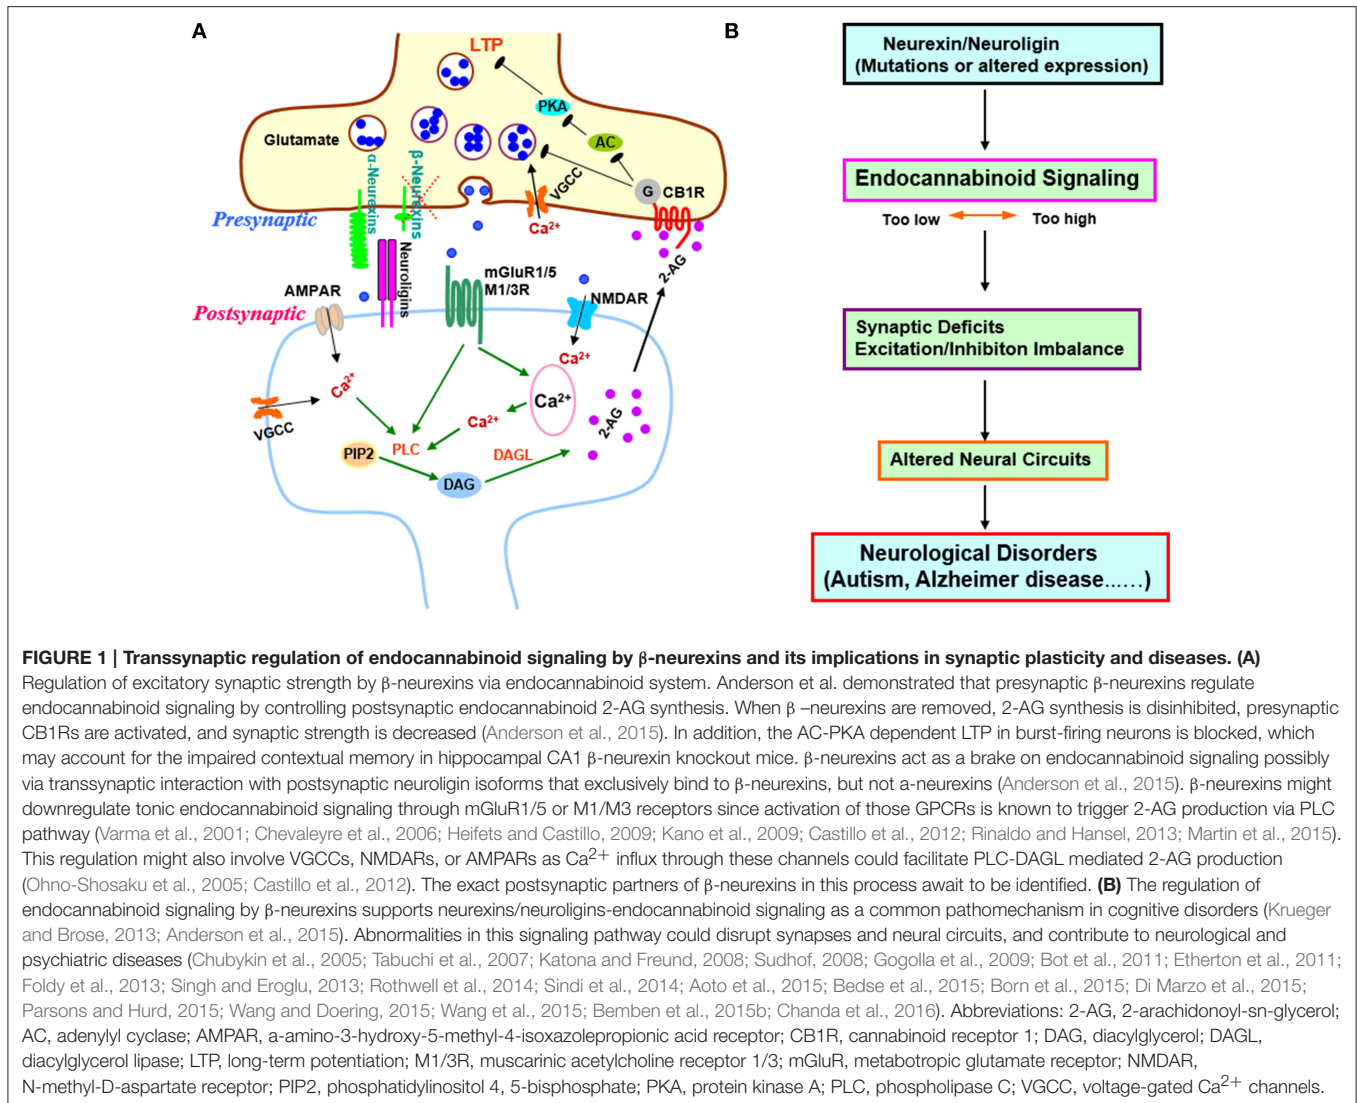 A
LTP
PKA
AC
Glutamate
α-Neurexins
β-Neurexins
VGCC
G
CB1R
Presynaptic
Ca2+
Neuroligins
mGluR1/5
M1/3R
2-AG
AMPAR
NMDAR
Postsynaptic
Ca2+
Ca2+
Ca2+
Ca2+
2-AG
VGCC
PIP2
PLC
DAGL
DAG
B
Neurexin/Neuroligin
(Mutations or altered expression)
Endocannabinoid Signaling
Too low
Too high
Synaptic Deficits
Excitation/Inhibiton Imbalance
Altered Neural Circuits
Neurological Disorders
(Autism, Alzheimer disease...…)
FIGURE 1 | Transsynaptic regulation of endocannabinoid signaling by β-neurexins and its implications in synaptic plasticity and diseases. (A)
Regulation of excitatory synaptic strength by β-neurexins via endocannabinoid system. Anderson et al. demonstrated that presynaptic β-neurexins regulate
endocannabinoid signaling by controlling postsynaptic endocannabinoid 2-AG synthesis. When β –neurexins are removed, 2-AG synthesis is disinhibited, presynaptic
CB1Rs are activated, and synaptic strength is decreased (Anderson et al., 2015). In addition, the AC-PKA dependent LTP in burst-firing neurons is blocked, which
may account for the impaired contextual memory in hippocampal CA1 β-neurexin knockout mice. β-neurexins act as a brake on endocannabinoid signaling possibly
via transsynaptic interaction with postsynaptic neuroligin isoforms that exclusively bind to β-neurexins, but not a-neurexins (Anderson et al., 2015). β-neurexins might
downregulate tonic endocannabinoid signaling through mGluR1/5 or M1/M3 receptors since activation of those GPCRs is known to trigger 2-AG production via PLC
pathway (Varma et al., 2001; Chevaleyre et al., 2006; Heifets and Castillo, 2009; Kano et al., 2009; Castillo et al., 2012; Rinaldo and Hansel, 2013; Martin et al., 2015).
This regulation might also involve VGCCs, NMDARs, or AMPARs as Ca2+ influx through these channels could facilitate PLC-DAGL mediated 2-AG production
(Ohno-Shosaku et al., 2005; Castillo et al., 2012). The exact postsynaptic partners of β-neurexins in this process await to be identified. (B) The regulation of
endocannabinoid signaling by β-neurexins supports neurexins/neuroligins-endocannabinoid signaling as a common pathomechanism in cognitive disorders (Krueger
and Brose, 2013; Anderson et al., 2015). Abnormalities in this signaling pathway could disrupt synapses and neural circuits, and contribute to neurological and
psychiatric diseases (Chubykin et al., 2005; Tabuchi et al., 2007; Katona and Freund, 2008; Sudhof, 2008; Gogolla et al., 2009; Bot et al., 2011; Etherton et al., 2011;
Foldy et al., 2013; Singh and Eroglu, 2013; Rothwell et al., 2014; Sindi et al., 2014; Aoto et al., 2015; Bedse et al., 2015; Born et al., 2015; Di Marzo et al., 2015;
Parsons and Hurd, 2015; Wang and Doering, 2015; Wang et al., 2015; Bemben et al., 2015b; Chanda et al., 2016). Abbreviations: 2-AG, 2-arachidonoyl-sn-glycerol;
AC, adenylyl cyclase; AMPAR, a-amino-3-hydroxy-5-methyl-4-isoxazolepropionic acid receptor; CB1R, cannabinoid receptor 1; DAG, diacylglycerol; DAGL,
diacylglycerol lipase; LTP, long-term potentiation; M1/3R, muscarinic acetylcholine receptor 1/3; mGluR, metabotropic glutamate receptor; NMDAR,
N-methyl-D-aspartate receptor; PIP2, phosphatidylinositol 4, 5-bisphosphate; PKA, protein kinase A; PLC, phospholipase C; VGCC, voltage-gated Ca2+ channels.